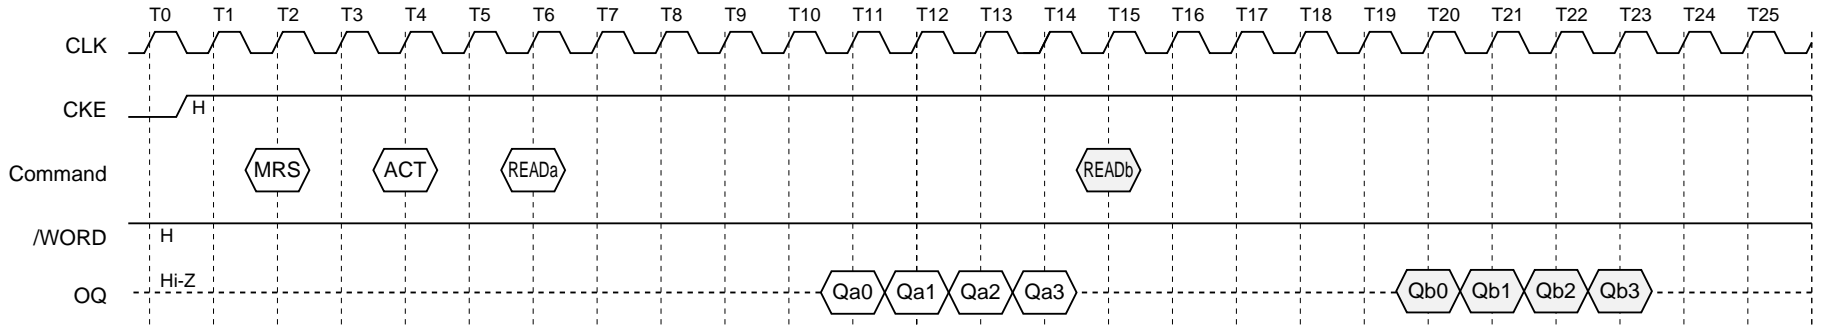 T0 T1 T2 T3 T4 T5 T6 T7 T8 T9 T10 T11 T12 T13 T14 T15 T16 T17 T18 T19 T20 T21 T22 T23 T24 T25
CLK
CKE H
Command MRS ACT READa READb
/WORD H
OQ Hi-Z Qa0 Qa1 Qa2 Qa3 Qb0 Qb1 Qb2 Qb3